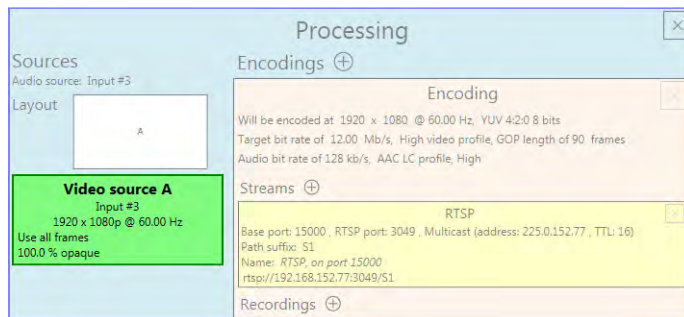 Processing
Sources
Audio source: Input #3
Layout
A
Video source A
Input #3
1920 x 1080p @ 60.00 Hz
Use all frames
100.0 % opaque
Encodings
Encoding
Will be encoded at 1920 x 1080 @ 60.00 Hz, YUV 4:2:0 8 bits
Target bit rate of 12.00 Mb/s, High video profile, GOP length of 90 frames
Audio bit rate of 128 kb/s, AAC LC profile, High
Streams
RTSP
Base port: 15000 , RTSP port: 3049 , Multicast (address: 225.0.152.77 , TTL: 16)
Path suffix: S1
Name: RTSP, on port 15000
rtsp://192.168.152.77:3049/S1
Recordings